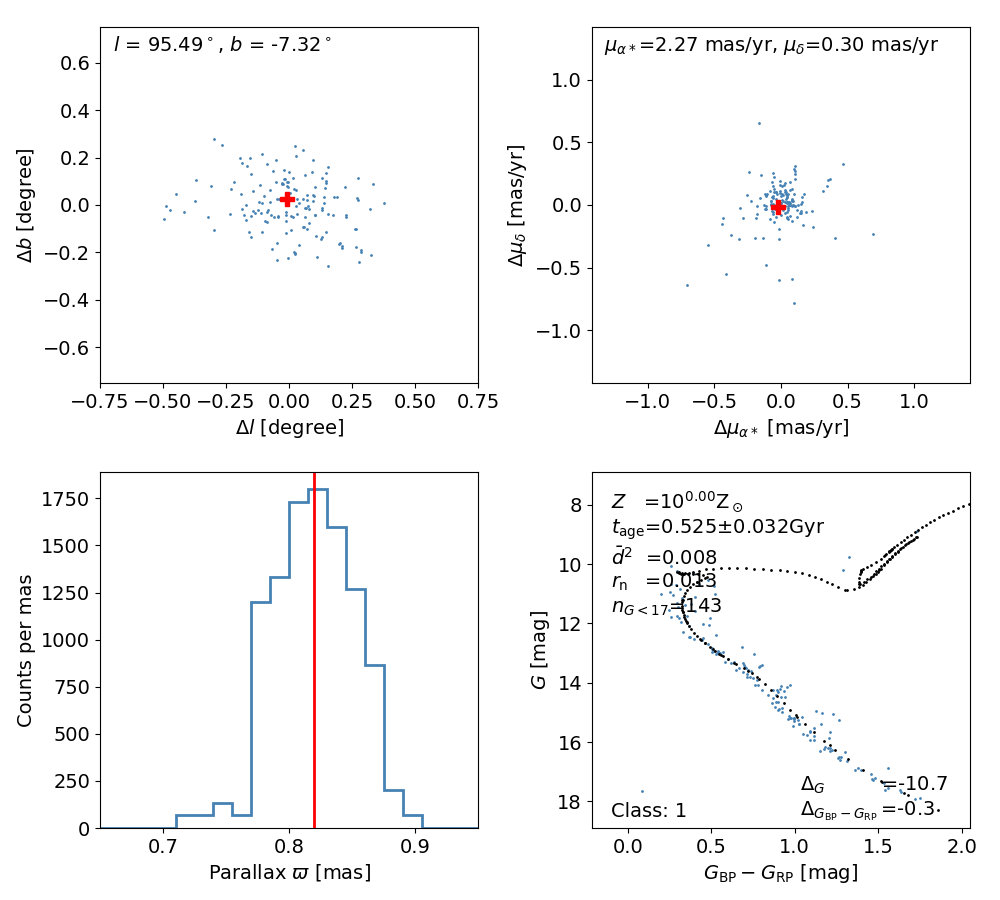 l = 95.49°, b = -7.32°
0.6
0.4
0.2
0.0
−0.2
−0.4
−0.6
Δb [degree]
−0.75 −0.50 −0.25 0.00 0.25 0.50 0.75
Δl [degree]
μα∗=2.27 mas/yr, μδ=0.30 mas/yr
1.0
0.5
0.0
−0.5
−1.0
Δμδ [mas/yr]
−1.0 −0.5 0.0 0.5 1.0
Δμα∗ [mas/yr]
1750
1500
1250
1000
750
500
250
0
Counts per mas
0.7 0.8 0.9
Parallax ϖ [mas]
Z =10^0.00 Z⊙
t_age=0.525±0.032Gyr
d̄² =0.008
r_n =0.013
n_G<17=143
8
10
12
14
16
18
G [mag]
Δ_G =-10.7
Δ_G_BP−G_RP =-0.3
Class: 1
0.0 0.5 1.0 1.5 2.0
G_BP − G_RP [mag]